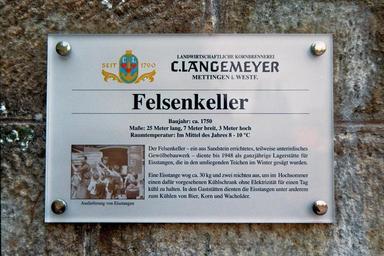 LANDWIRTSCHAFTLICHE KORNBRENNEREI
SEIT 1790
C.LANGEMEYER
METTINGEN i. WESTF.
Felsenkeller
Baujahr: ca. 1750
Maße: 25 Meter lang, 7 Meter breit, 3 Meter hoch
Raumtemperatur: Im Mittel des Jahres 8 - 10 °C
Der Felsenkeller – ein aus Sandstein errichtetes, teilweise unterirdisches
Gewölbebauwerk – diente bis 1948 als ganzjährige Lagerstätte für
Eisstangen, die in den umliegenden Teichen im Winter gesägt wurden.
Eine Eisstange wog ca. 30 kg und zwei reichten aus, um im Hochsommer
einen dafür vorgesehenen Kühlschrank ohne Elektrizität für einen Tag
kühl zu halten. In den Gaststätten dienten die Eisstangen unter anderem
zum Kühlen von Bier, Korn und Wacholder.
Auslieferung von Eisstangen